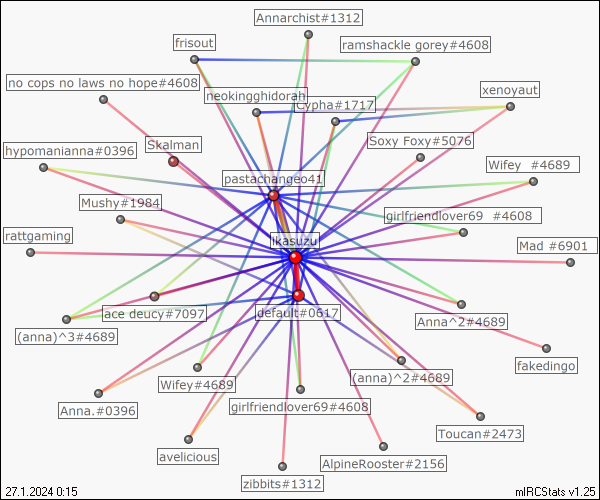 Annarchist#1312
frisout
ramshackle gorey#4608
no cops no laws no hope#4608
xenoyaut
neokingghidorah
Cypha#1717
Skalman
Soxy Foxy#5076
hypomanianna#0396
Wifey #4689
pastachangeo41
Mushy#1984
girlfriendlover69 #4608
rattgaming
ikasuzu
Mad #6901
ace deucy#7097
default#0617
Anna^2#4689
(anna)^3#4689
fakedingo
Wifey#4689
(anna)^2#4689
Anna.#0396
girlfriendlover69#4608
Toucan#2473
avelicious
AlpineRooster#2156
zibbits#1312
27.1.2024 0:15
mIRCStats v1.25